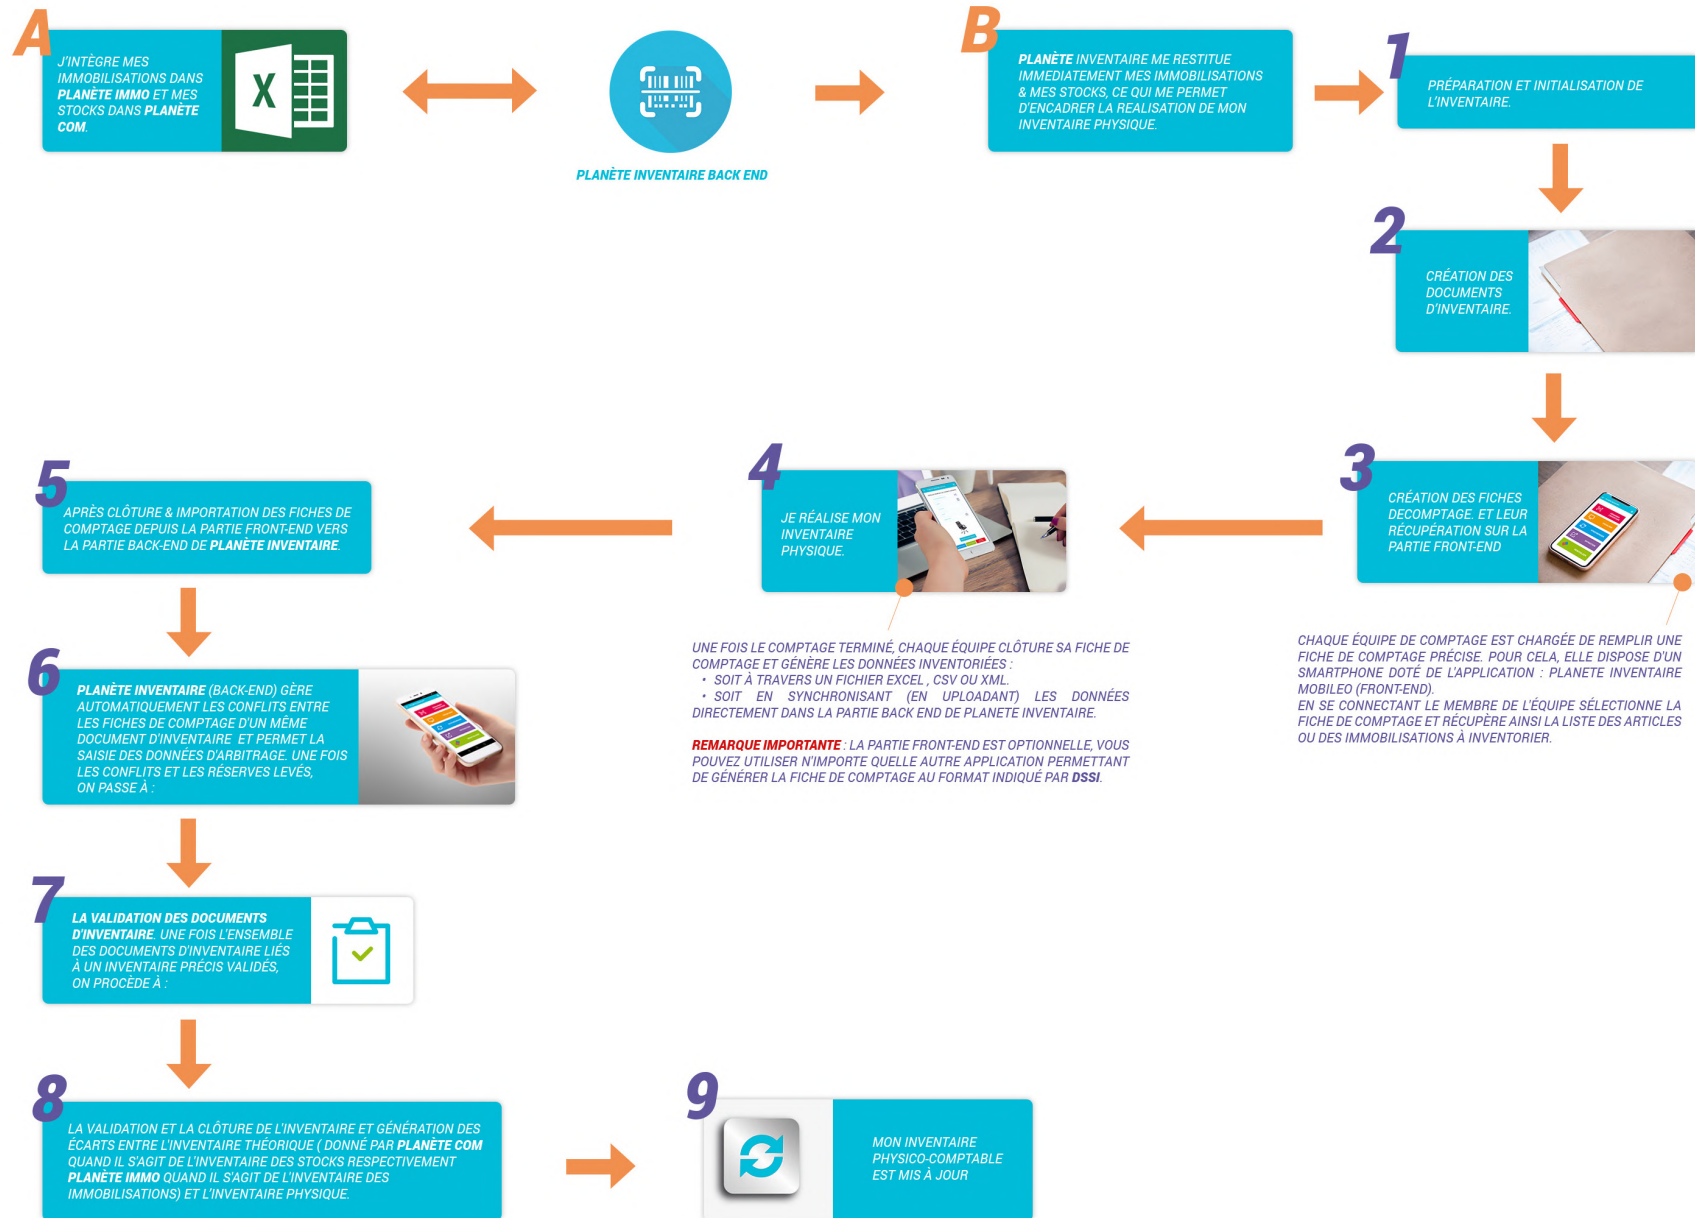 A
J'INTÈGRE MES
IMMOBILISATIONS DANS
PLANÈTE IMMO ET MES
STOCKS DANS PLANÈTE
COM.
X
PLANÈTE INVENTAIRE BACK END
B
PLANÈTE INVENTAIRE ME RESTITUE
IMMEDIATEMENT MES IMMOBILISATIONS
& MES STOCKS, CE QUI ME PERMET
D'ENCADRER LA REALISATION DE MON
INVENTAIRE PHYSIQUE.
1
PRÉPARATION ET INITIALISATION DE
L'INVENTAIRE.
2
CRÉATION DES
DOCUMENTS
D'INVENTAIRE.
3
CRÉATION DES FICHES
DECOMPTAGE. ET LEUR
RÉCUPÉRATION SUR LA
PARTIE FRONT-END
CHAQUE ÉQUIPE DE COMPTAGE EST CHARGÉE DE REMPLIR UNE
FICHE DE COMPTAGE PRÉCISE. POUR CELA, ELLE DISPOSE D'UN
SMARTPHONE DOTÉ DE L'APPLICATION : PLANETE INVENTAIRE
MOBILEO (FRONT-END).
EN SE CONNECTANT LE MEMBRE DE L'ÉQUIPE SÉLECTIONNE LA
FICHE DE COMPTAGE ET RÉCUPÈRE AINSI LA LISTE DES ARTICLES
OU DES IMMOBILISATIONS À INVENTORIER.
4
JE RÉALISE MON
INVENTAIRE
PHYSIQUE.
UNE FOIS LE COMPTAGE TERMINÉ, CHAQUE ÉQUIPE CLÔTURE SA FICHE DE
COMPTAGE ET GÉNÈRE LES DONNÉES INVENTORIÉES :
• SOIT À TRAVERS UN FICHIER EXCEL , CSV OU XML.
• SOIT EN SYNCHRONISANT (EN UPLOADANT) LES DONNÉES
DIRECTEMENT DANS LA PARTIE BACK END DE PLANETE INVENTAIRE.
REMARQUE IMPORTANTE : LA PARTIE FRONT-END EST OPTIONNELLE, VOUS
POUVEZ UTILISER N'IMPORTE QUELLE AUTRE APPLICATION PERMETTANT
DE GÉNÉRER LA FICHE DE COMPTAGE AU FORMAT INDIQUÉ PAR DSSI.
5
APRÈS CLÔTURE & IMPORTATION DES FICHES DE
COMPTAGE DEPUIS LA PARTIE FRONT-END VERS
LA PARTIE BACK-END DE PLANÈTE INVENTAIRE.
6
PLANÈTE INVENTAIRE (BACK-END) GÈRE
AUTOMATIQUEMENT LES CONFLITS ENTRE
LES FICHES DE COMPTAGE D'UN MÊME
DOCUMENT D'INVENTAIRE ET PERMET LA
SAISIE DES DONNÉES D'ARBITRAGE. UNE FOIS
LES CONFLITS ET LES RÉSERVES LEVÉS,
ON PASSE À :
7
LA VALIDATION DES DOCUMENTS
D'INVENTAIRE. UNE FOIS L'ENSEMBLE
DES DOCUMENTS D'INVENTAIRE LIÉS
À UN INVENTAIRE PRÉCIS VALIDÉS,
ON PROCÈDE À :
8
LA VALIDATION ET LA CLÔTURE DE L'INVENTAIRE ET GÉNÉRATION DES
ÉCARTS ENTRE L'INVENTAIRE THÉORIQUE ( DONNÉ PAR PLANÈTE COM
QUAND IL S'AGIT DE L'INVENTAIRE DES STOCKS RESPECTIVEMENT
PLANÈTE IMMO QUAND IL S'AGIT DE L'INVENTAIRE DES
IMMOBILISATIONS) ET L'INVENTAIRE PHYSIQUE.
9
MON INVENTAIRE
PHYSICO-COMPTABLE
EST MIS À JOUR